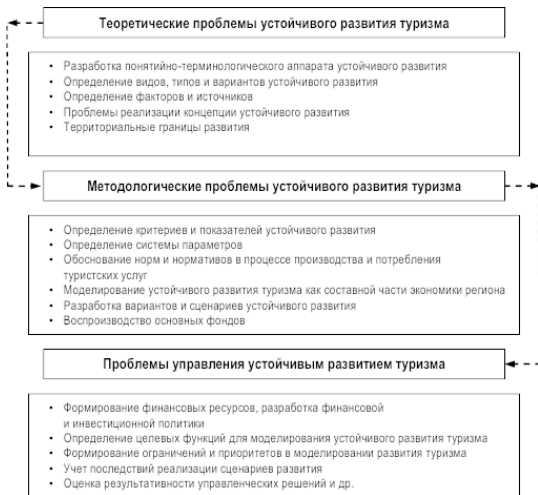 Теоретические проблемы устойчивого развития туризма
• Разработка понятийно-терминологического аппарата устойчивого развития
• Определение видов, типов и вариантов устойчивого развития
• Определение факторов и источников
• Проблемы реализации концепции устойчивого развития
• Территориальные границы развития
Методологические проблемы устойчивого развития туризма
• Определение критериев и показателей устойчивого развития
• Определение системы параметров
• Обоснование норм и нормативов в процессе производства и потребления
туристских услуг
• Моделирование устойчивого развития туризма как составной части экономики региона
• Разработка вариантов и сценариев устойчивого развития
• Воспроизводство основных фондов
Проблемы управления устойчивым развитием туризма
• Формирование финансовых ресурсов, разработка финансовой
и инвестиционной политики
• Определение целевых функций для моделирования устойчивого развития туризма
• Формирование ограничений и приоритетов в моделировании развития туризма
• Учет последствий реализации сценариев развития
• Оценка результативности управленческих решений и др.